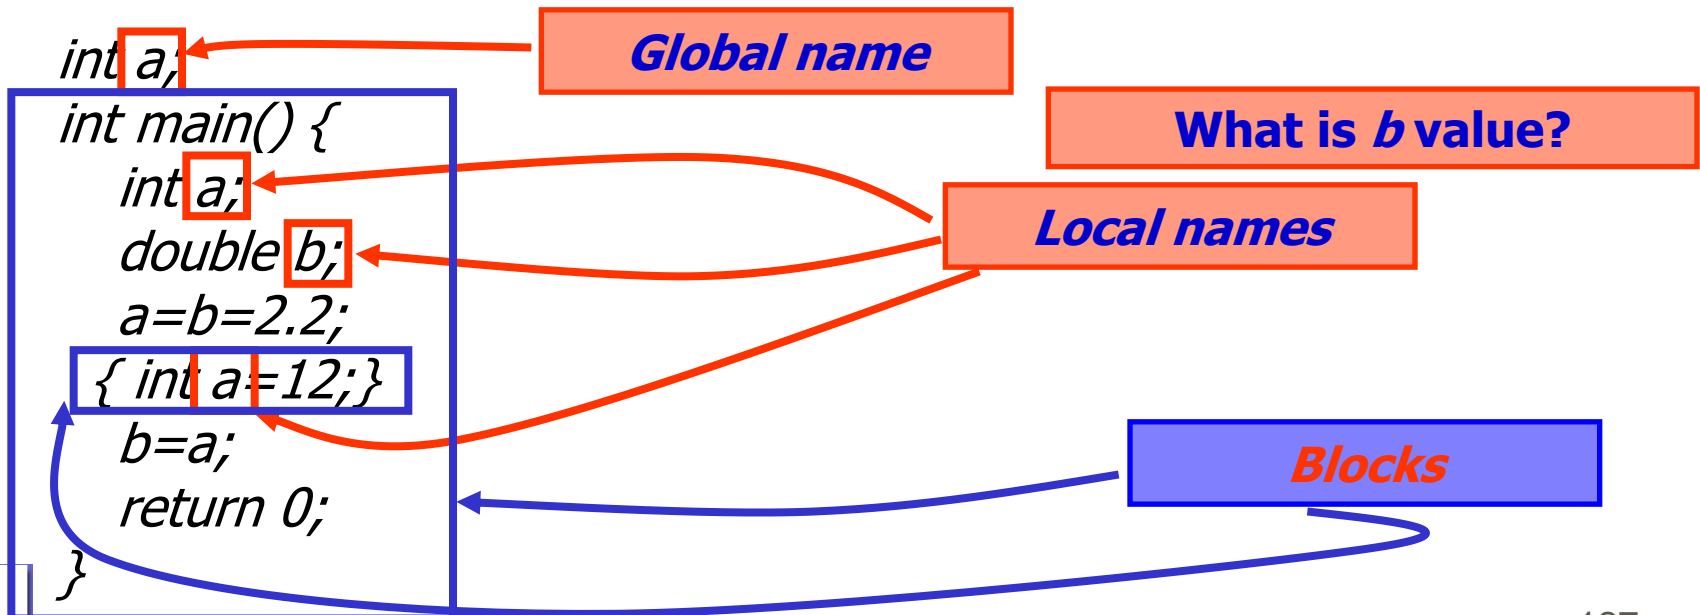 int a;
Global name
int main() {
What is b value?
int a;
Local names
double b;
a=b=2.2;
{ int a=12;}
b=a;
Blocks
return 0;
}